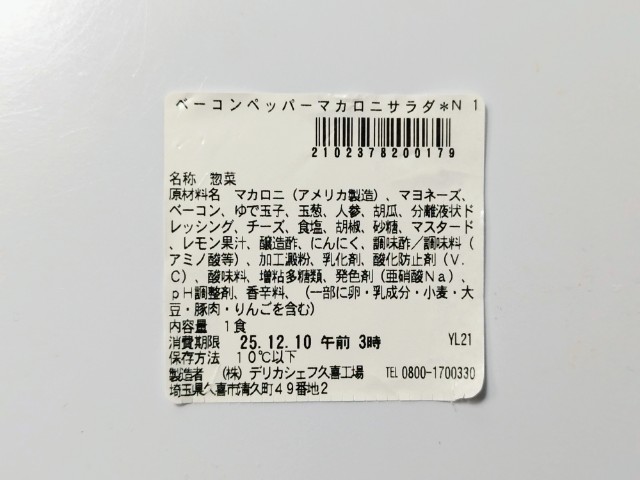 ベーコンペッパーマカロニサラダ*N1
2102378200179
名称 惣菜
原材料名 マカロニ（アメリカ製造）、マヨネーズ、
ベーコン、ゆで玉子、玉葱、人参、胡瓜、分離液状ド
レッシング、チーズ、食塩、胡椒、砂糖、マスタード
、レモン果汁、醸造酢、にんにく、調味酢／調味料（
アミノ酸等）、加工澱粉、乳化剤、酸化防止剤（V．
C）、酸味料、増粘多糖類、発色剤（亜硝酸Na）、
pH調整剤、香辛料、（一部に卵・乳成分・小麦・大
豆・豚肉・りんごを含む）
内容量 1食
消費期限 25.12.10 午前 3時 YL21
保存方法 10℃以下
製造者 （株）デリカシェフ久喜工場 TEL 0800-1700330
埼玉県久喜市清久町49番地2